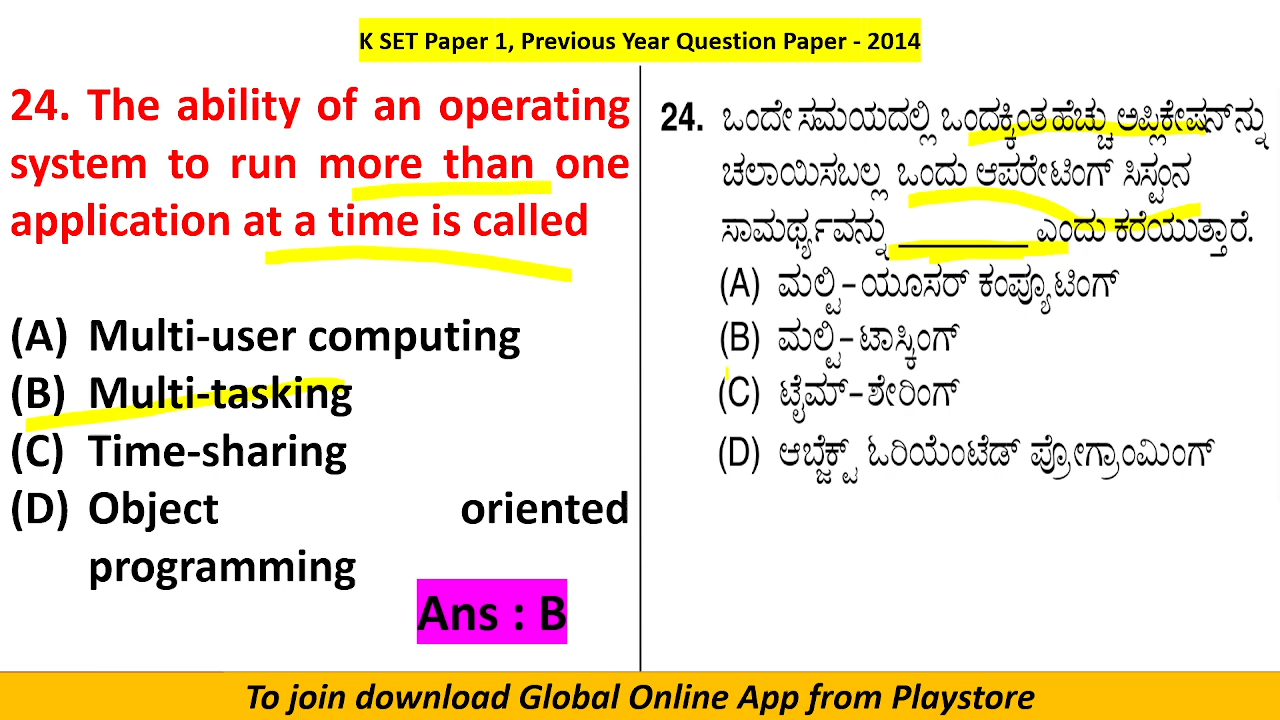 K SET Paper 1, Previous Year Question Paper - 2014
24. The ability of an operating
system to run more than one
application at a time is called
(A) Multi-user computing
(B) Multi-tasking
(C) Time-sharing
(D) Object oriented
programming
Ans : B
24. ಒಂದೇ ಸಮಯದಲ್ಲಿ ಒಂದಕ್ಕಿಂತ ಹೆಚ್ಚು ಅಪ್ಲಿಕೇಷನ್‌ನ್ನು
ಚಲಾಯಿಸಬಲ್ಲ ಒಂದು ಆಪರೇಟಿಂಗ್ ಸಿಸ್ಟಂನ
ಸಾಮರ್ಥ್ಯವನ್ನು ________ ಎಂದು ಕರೆಯುತ್ತಾರೆ.
(A) ಮಲ್ಟಿ–ಯೂಸರ್ ಕಂಪ್ಯೂಟಿಂಗ್
(B) ಮಲ್ಟಿ–ಟಾಸ್ಕಿಂಗ್
(C) ಟೈಮ್–ಶೇರಿಂಗ್
(D) ಆಬ್ಜೆಕ್ಟ್ ಓರಿಯೆಂಟೆಡ್ ಪ್ರೋಗ್ರಾಂಮಿಂಗ್
To join download Global Online App from Playstore